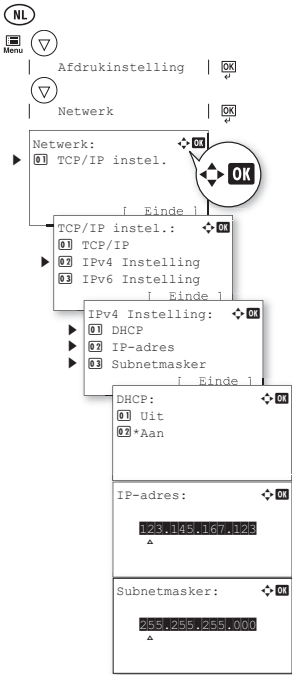 NL
Menu
Afdrukinstelling OK
Netwerk OK
Netwerk: OK
01 TCP/IP instel.
OK
[ Einde ]
TCP/IP instel.: OK
01 TCP/IP
02 IPv4 Instelling
03 IPv6 Instelling
[ Einde ]
IPv4 Instelling: OK
01 DHCP
02 IP-adres
03 Subnetmasker
[ Einde ]
DHCP: OK
01 Uit
02 *Aan
IP-adres: OK
123.145.167.123
Subnetmasker: OK
255.255.255.000